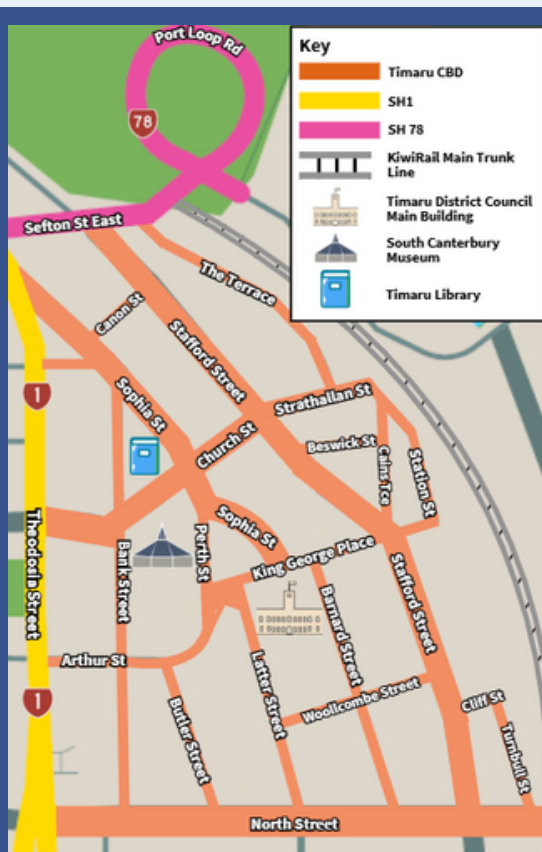 Port Loop Rd
78
Sefton St East
Key
Timaru CBD
SH1
SH 78
KiwiRail Main Trunk
Line
Timaru District Council
Main Building
South Canterbury
Museum
Timaru Library
The Terrace
Canon St
Stafford Street
1
Sophia St
Strathallan St
Church St
Beswick St
Cains Tce
Station St
Sophia St
Theodosia Street
Bank Street
Perth St
King George Place
Stafford Street
Barnard Street
Arthur St
Latter Street
Woollcombe Street
1
Butler Street
Cliff St
Turnbull St
North Street